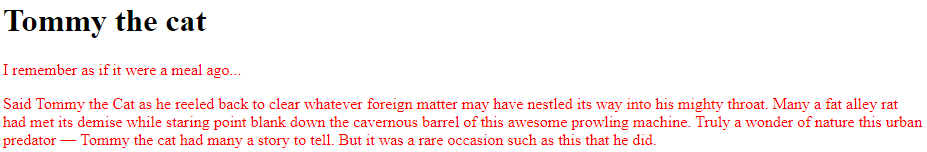 Tommy the cat
I remember as if it were a meal ago...
Said Tommy the Cat as he reeled back to clear whatever foreign matter may have nestled its way into his mighty throat. Many a fat alley rat
had met its demise while staring point blank down the cavernous barrel of this awesome prowling machine. Truly a wonder of nature this urban
predator — Tommy the cat had many a story to tell. But it was a rare occasion such as this that he did.